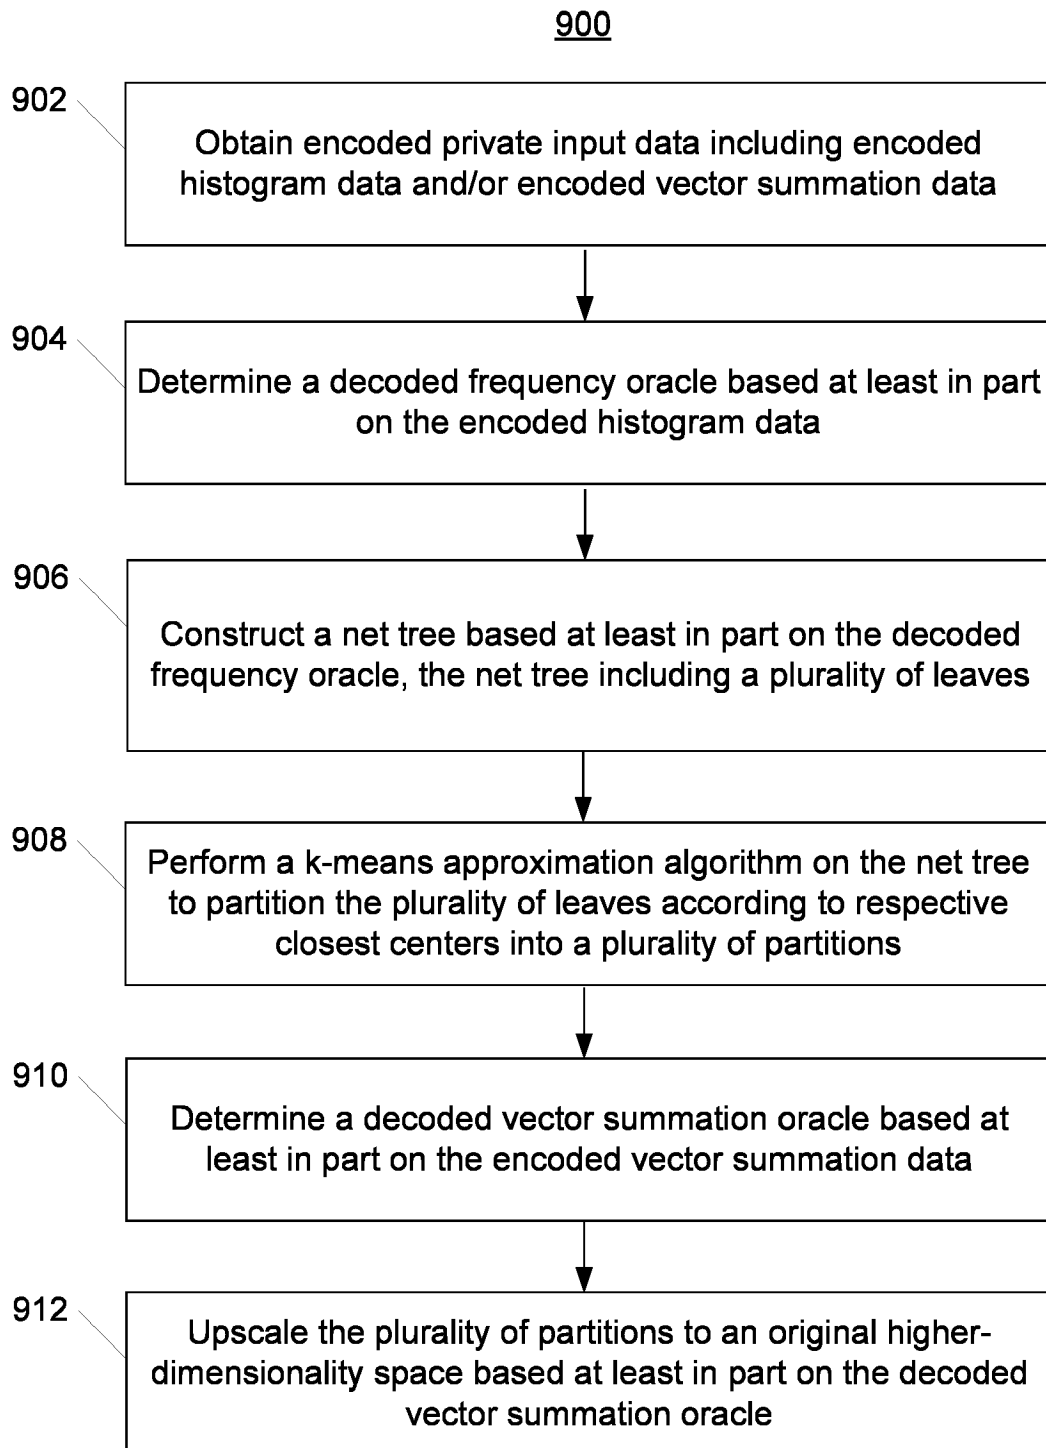 900
902
Obtain encoded private input data including encoded
histogram data and/or encoded vector summation data
904
Determine a decoded frequency oracle based at least in part
on the encoded histogram data
906
Construct a net tree based at least in part on the decoded
frequency oracle, the net tree including a plurality of leaves
908
Perform a k-means approximation algorithm on the net tree
to partition the plurality of leaves according to respective
closest centers into a plurality of partitions
910
Determine a decoded vector summation oracle based at
least in part on the encoded vector summation data
912
Upscale the plurality of partitions to an original higher-
dimensionality space based at least in part on the decoded
vector summation oracle